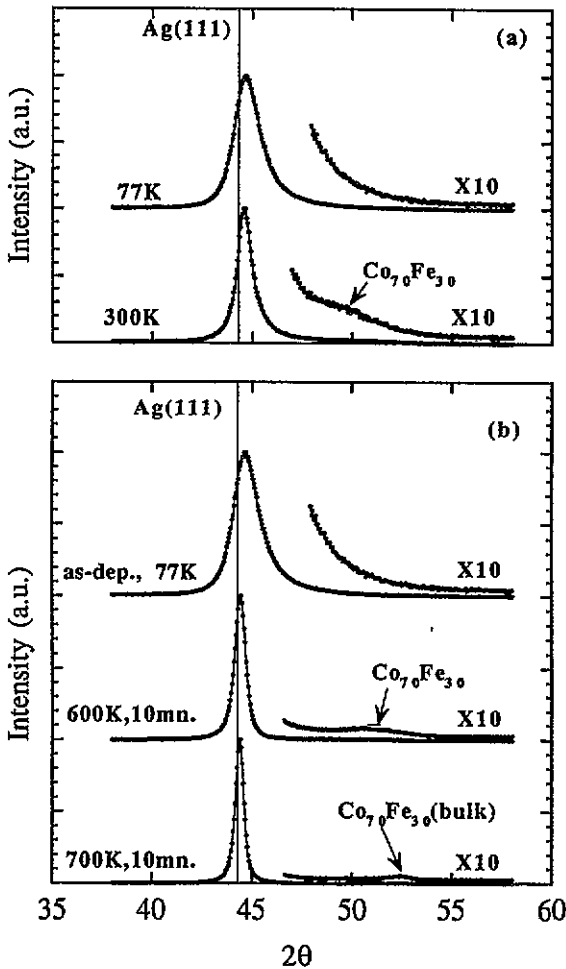 Ag(111)
(a)
77K
X10
Co₇₀Fe₃₀
300K
X10
Intensity (a.u.)
Ag(111)
(b)
as-dep., 77K
X10
Co₇₀Fe₃₀
600K,10mn.
X10
Co₇₀Fe₃₀(bulk)
700K,10mn.
X10
Intensity (a.u.)
35 40 45 50 55 60
2θ